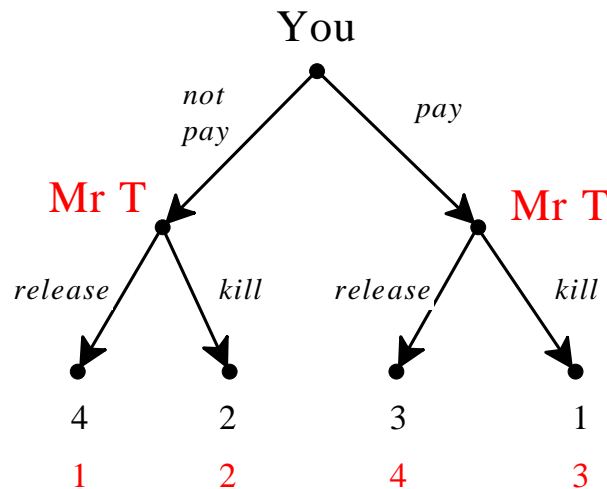 You
not
pay
pay
Mr T
Mr T
release
kill
release
kill
4 2 3 1
1 2 4 3